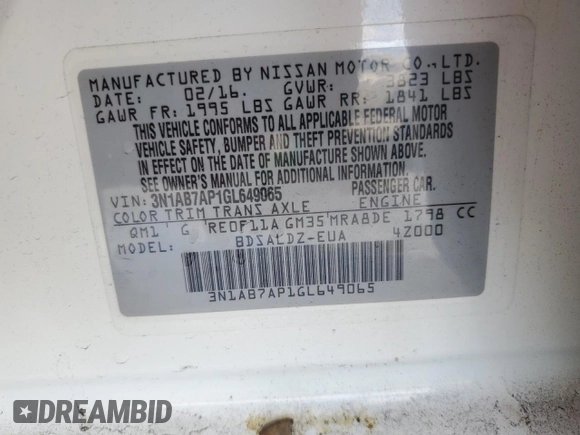 MANUFACTURED BY NISSAN MOTOR CO., LTD.
DATE: 02/16. GVWR: 3823 LBS
GAWR FR: 1995 LBS GAWR RR: 1841 LBS
THIS VEHICLE CONFORMS TO ALL APPLICABLE FEDERAL MOTOR
VEHICLE SAFETY, BUMPER AND THEFT PREVENTION STANDARDS
IN EFFECT ON THE DATE OF MANUFACTURE SHOWN ABOVE.
SEE OWNER'S MANUAL FOR ADDITIONAL INFORMATION.
VIN: 3N1AB7AP1GL649065 PASSENGER CAR.
COLOR TRIM TRANS AXLE ENGINE
QM1 G RE0F11A GM35 MRA8DE 1798 CC
MODEL: BDSALDZ-EUA 4Z000
3N1AB7AP1GL649065
DREAMBID